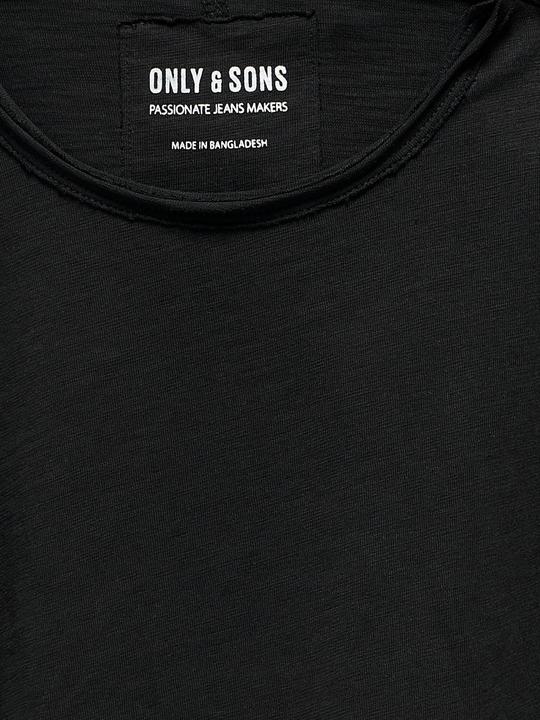 ONLY & SONS
PASSIONATE JEANS MAKERS
MADE IN BANGLADESH